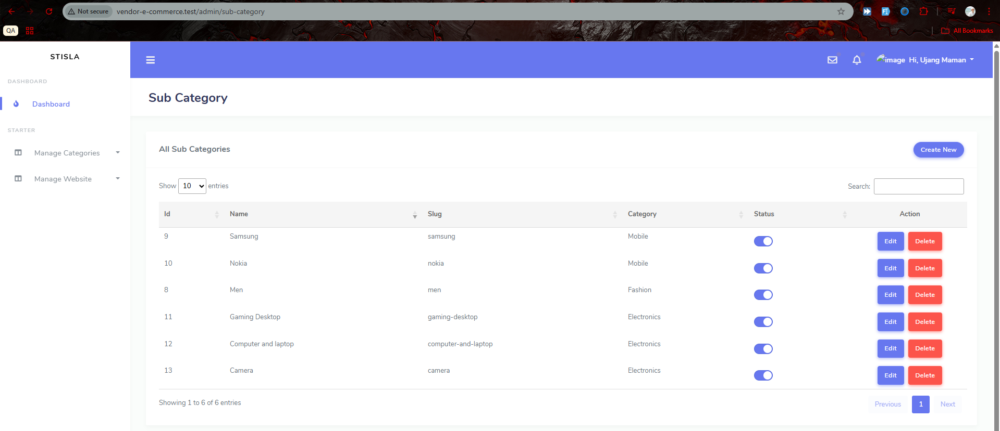 Not secure vendor-e-commerce.test/admin/sub-category
QA All Bookmarks
STISLA
image Hi, Ujang Maman
DASHBOARD
Dashboard
STARTER
Manage Categories
Manage Website
Sub Category
All Sub Categories Create New
Show 10 entries Search:
Id Name Slug Category Status Action
9 Samsung samsung Mobile Edit Delete
10 Nokia nokia Mobile Edit Delete
8 Men men Fashion Edit Delete
11 Gaming Desktop gaming-desktop Electronics Edit Delete
12 Computer and laptop computer-and-laptop Electronics Edit Delete
13 Camera camera Electronics Edit Delete
Showing 1 to 6 of 6 entries Previous 1 Next